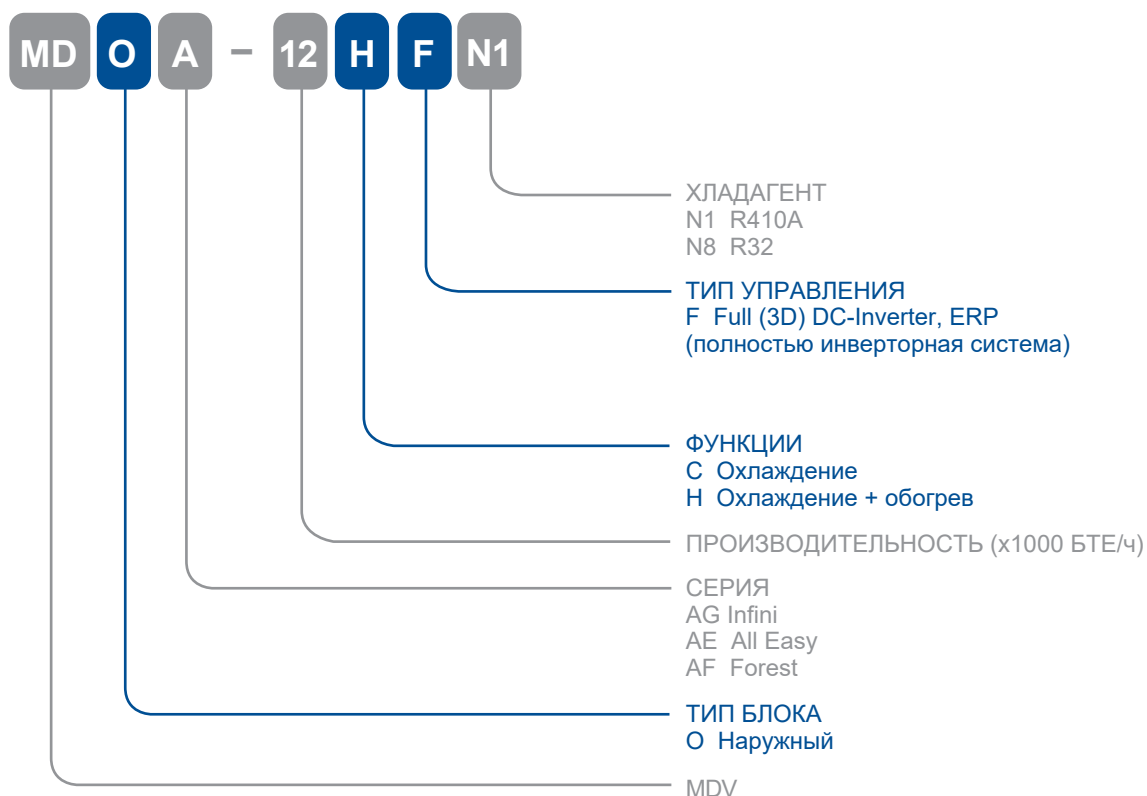 MD O A – 12 H F N1
ХЛАДАГЕНТ
N1 R410A
N8 R32
ТИП УПРАВЛЕНИЯ
F Full (3D) DC-Inverter, ERP
(полностью инверторная система)
ФУНКЦИИ
C Охлаждение
H Охлаждение + обогрев
ПРОИЗВОДИТЕЛЬНОСТЬ (x1000 БТЕ/ч)
СЕРИЯ
AG Infini
AE All Easy
AF Forest
ТИП БЛОКА
O Наружный
MDV